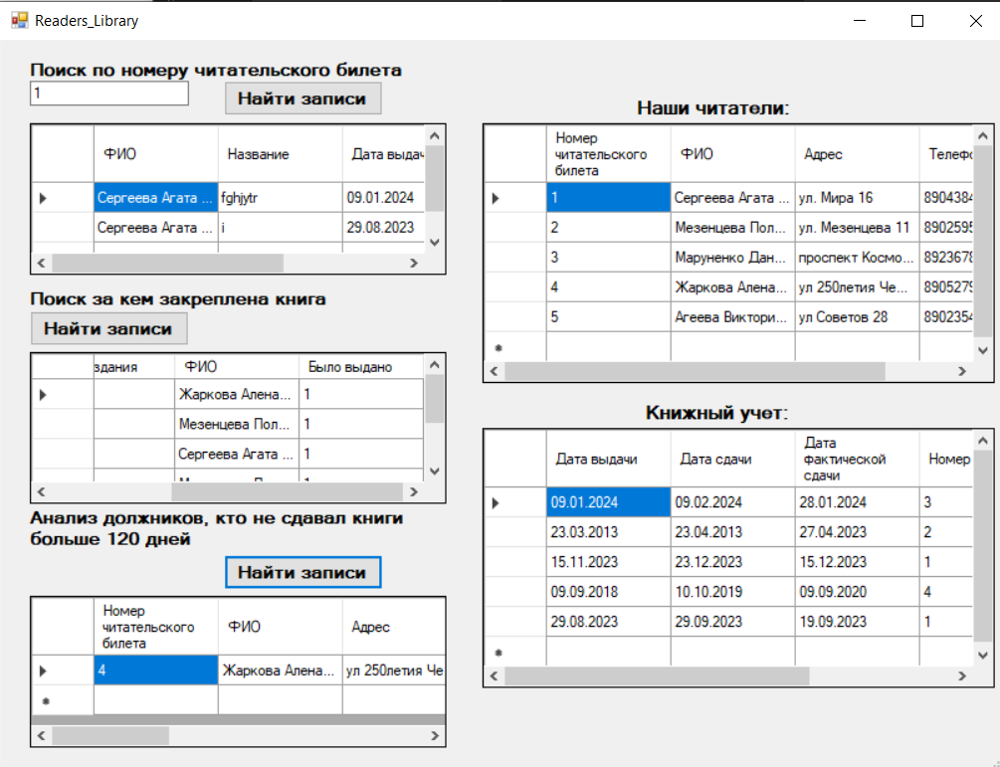 Readers_Library
Поиск по номеру читательского билета
1
Найти записи
ФИО Название Дата выдач
Сергеева Агата ... fghjytr 09.01.2024
Сергеева Агата ... i 29.08.2023
Поиск за кем закреплена книга
Найти записи
здания ФИО Было выдано
Жаркова Алена... 1
Мезенцева Пол... 1
Сергеева Агата ... 1
Анализ должников, кто не сдавал книги
больше 120 дней
Найти записи
Номер
читательского
билета
ФИО Адрес
4 Жаркова Алена... ул 250летия Че
Наши читатели:
Номер
читательского
билета
ФИО Адрес Телефо
1 Сергеева Агата ... ул. Мира 16 8904384
2 Мезенцева Пол... ул. Мезенцева 11 8902595
3 Маруненко Дан... проспект Космо... 8923678
4 Жаркова Алена... ул 250летия Че... 8905279
5 Агеева Виктори... ул Советов 28 8902354
Книжный учет:
Дата выдачи Дата сдачи
Дата
фактической
сдачи
Номер
09.01.2024 09.02.2024 28.01.2024 3
23.03.2013 23.04.2013 27.04.2023 2
15.11.2023 23.12.2023 15.12.2023 1
09.09.2018 10.10.2019 09.09.2020 4
29.08.2023 29.09.2023 19.09.2023 1